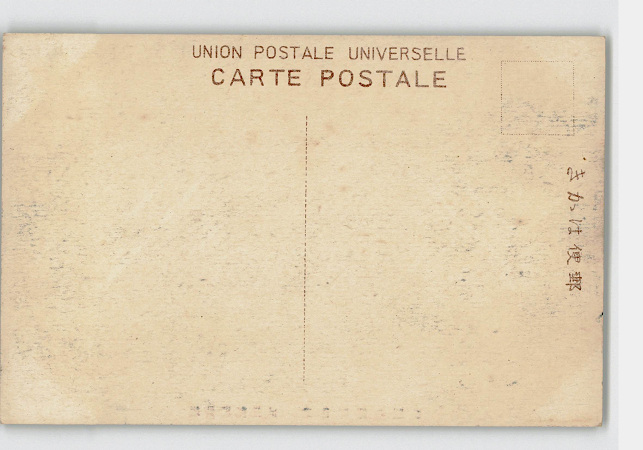 UNION POSTALE UNIVERSELLE
CARTE POSTALE
きかは便郵